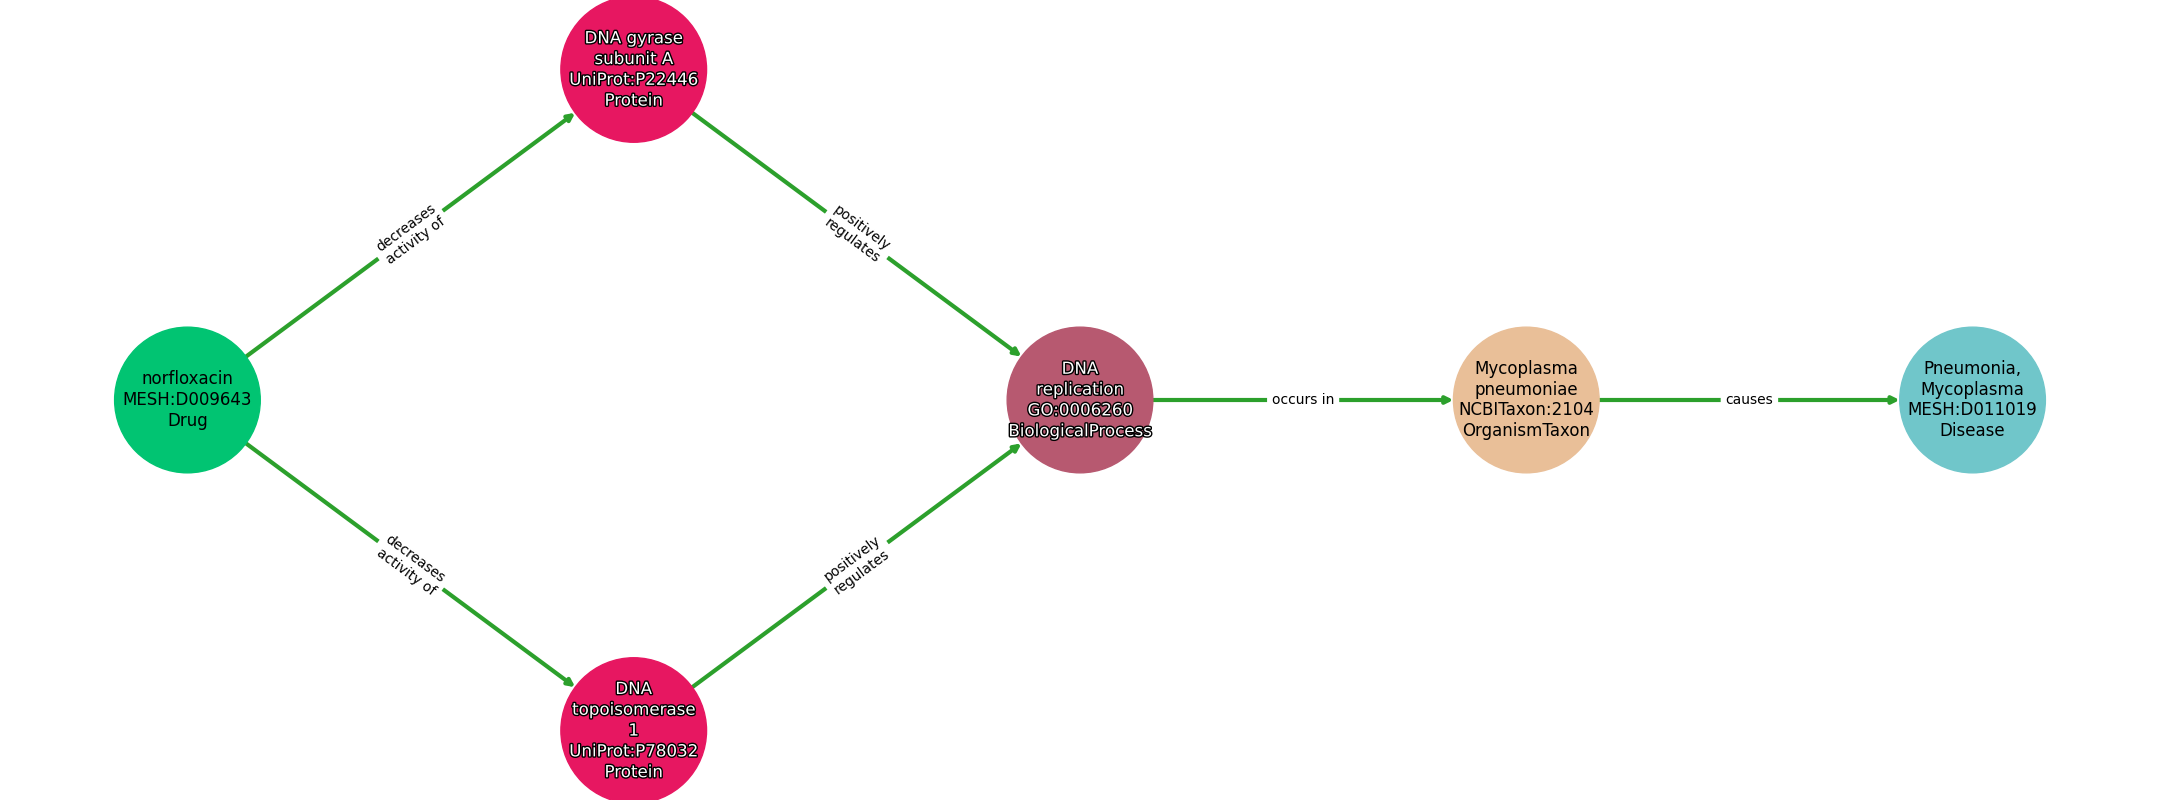 DNA gyrase
subunit A
UniProt:P22446
Protein
decreases
activity of
positively
regulates
norfloxacin
MESH:D009643
Drug
DNA
replication
GO:0006260
BiologicalProcess
occurs in
Mycoplasma
pneumoniae
NCBITaxon:2104
OrganismTaxon
causes
Pneumonia,
Mycoplasma
MESH:D011019
Disease
decreases
activity of
positively
regulates
DNA
topoisomerase
1
UniProt:P78032
Protein